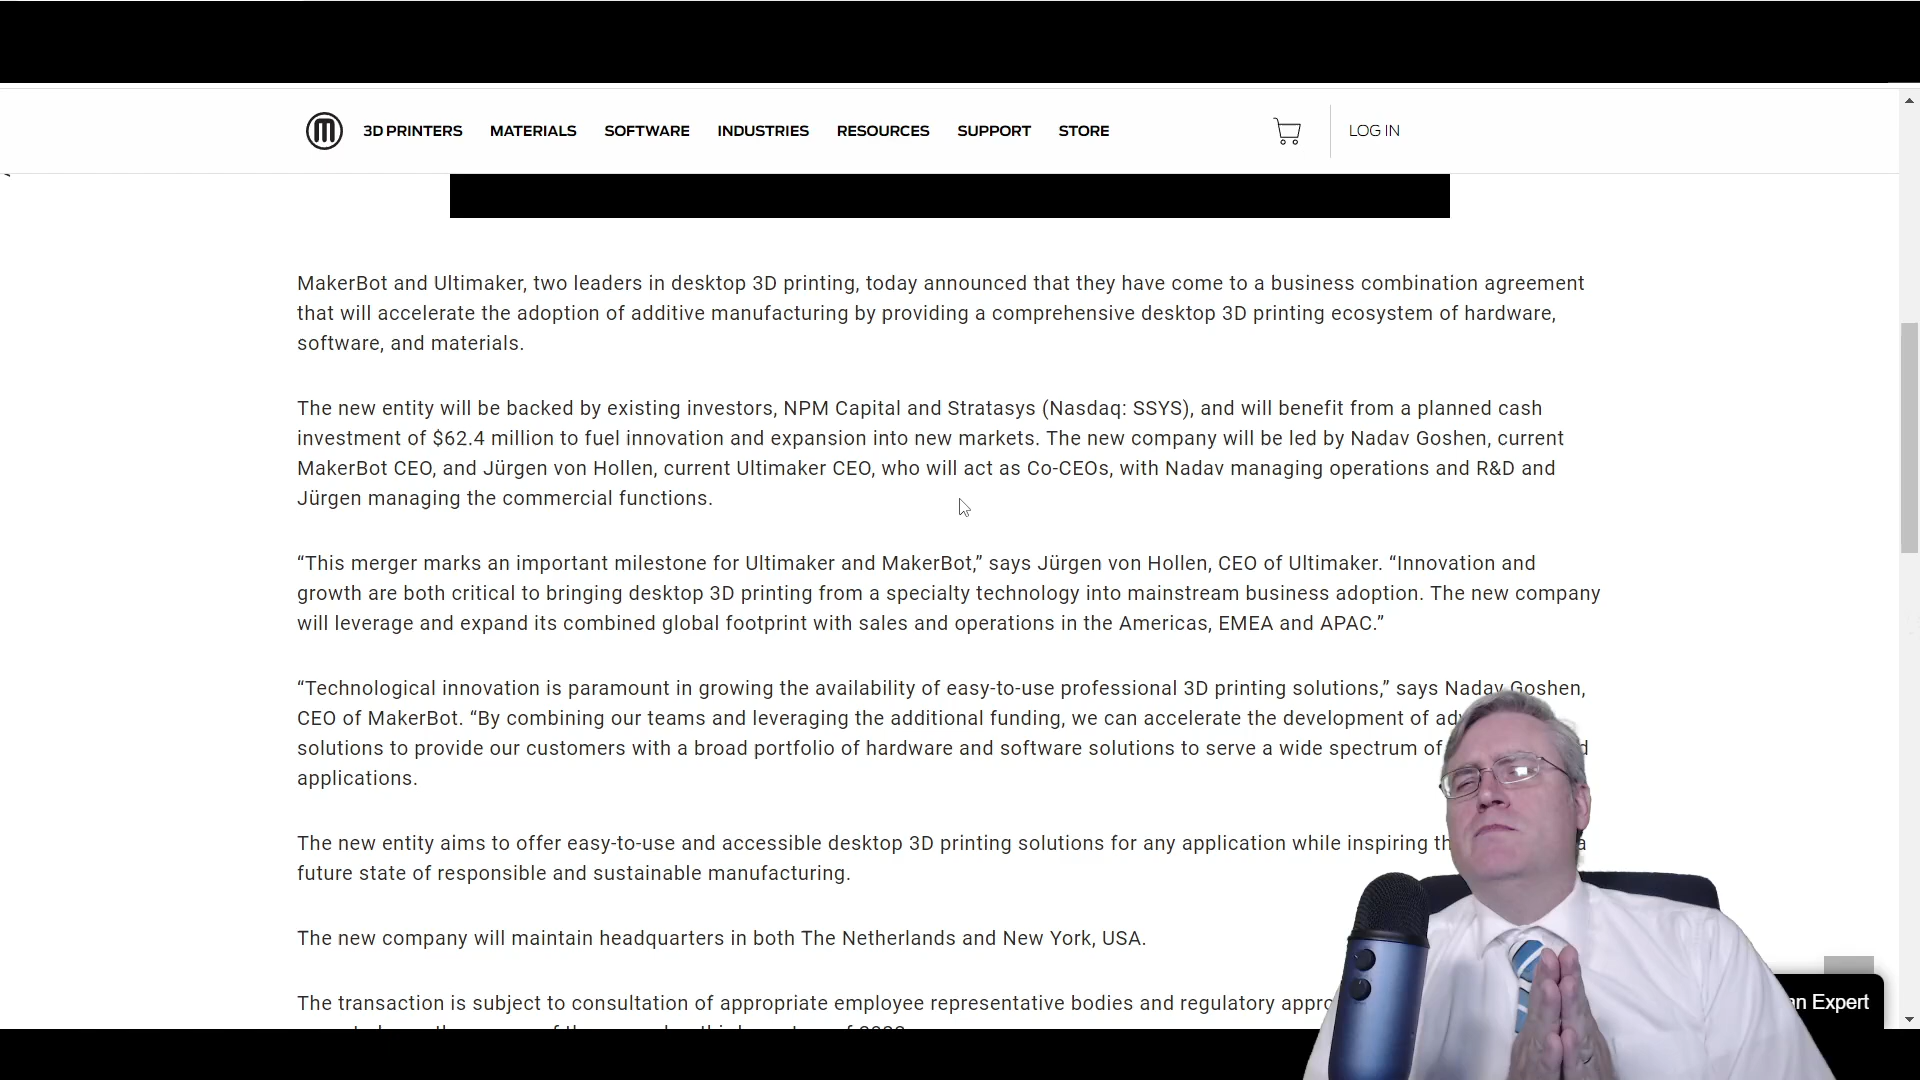 3D PRINTERS MATERIALS SOFTWARE INDUSTRIES RESOURCES SUPPORT STORE LOG IN
MakerBot and Ultimaker, two leaders in desktop 3D printing, today announced that they have come to a business combination agreement
that will accelerate the adoption of additive manufacturing by providing a comprehensive desktop 3D printing ecosystem of hardware,
software, and materials.
The new entity will be backed by existing investors, NPM Capital and Stratasys (Nasdaq: SSYS), and will benefit from a planned cash
investment of $62.4 million to fuel innovation and expansion into new markets. The new company will be led by Nadav Goshen, current
MakerBot CEO, and Jürgen von Hollen, current Ultimaker CEO, who will act as Co-CEOs, with Nadav managing operations and R&D and
Jürgen managing the commercial functions.
“This merger marks an important milestone for Ultimaker and MakerBot,” says Jürgen von Hollen, CEO of Ultimaker. “Innovation and
growth are both critical to bringing desktop 3D printing from a specialty technology into mainstream business adoption. The new company
will leverage and expand its combined global footprint with sales and operations in the Americas, EMEA and APAC.”
“Technological innovation is paramount in growing the availability of easy-to-use professional 3D printing solutions,” says Nadav Goshen,
CEO of MakerBot. “By combining our teams and leveraging the additional funding, we can accelerate the development of
solutions to provide our customers with a broad portfolio of hardware and software solutions to serve a wide spectrum of
applications.
The new entity aims to offer easy-to-use and accessible desktop 3D printing solutions for any application while inspiring
future state of responsible and sustainable manufacturing.
The new company will maintain headquarters in both The Netherlands and New York, USA.
The transaction is subject to consultation of appropriate employee representative bodies and regulatory
Expert